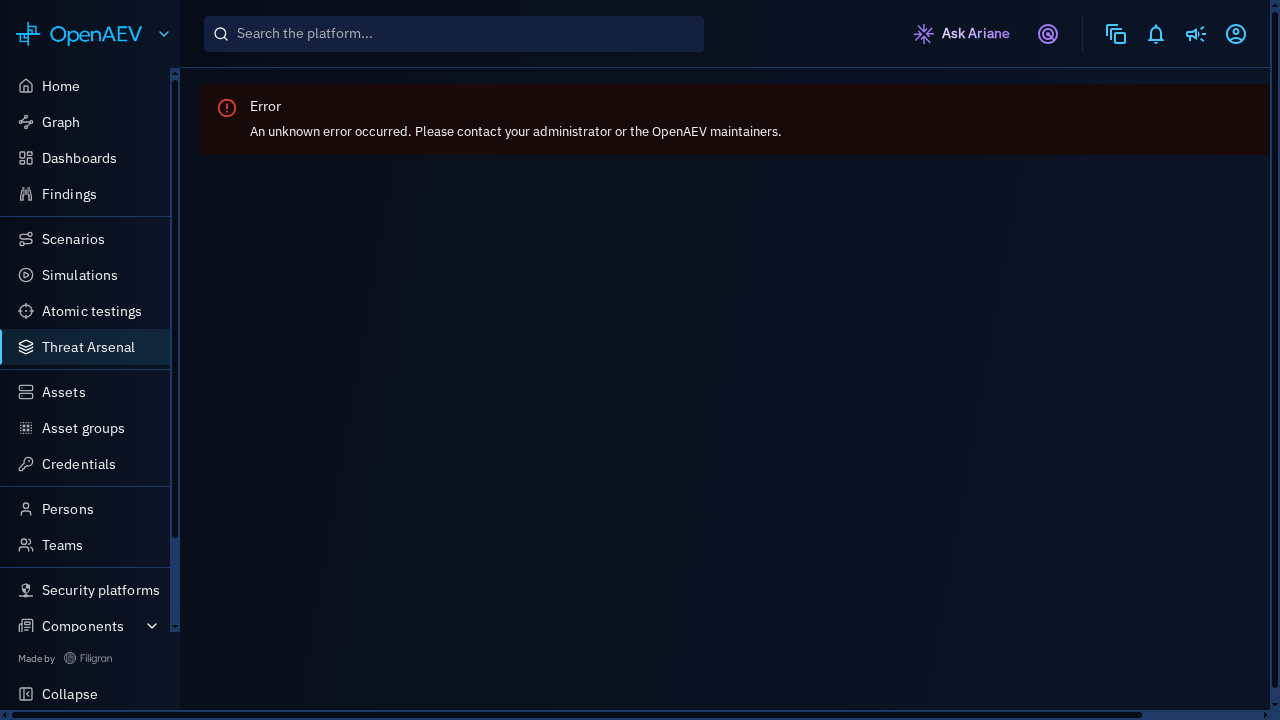 OpenAEV
Search the platform...
Ask Ariane
Home
Graph
Dashboards
Findings
Scenarios
Simulations
Atomic testings
Threat Arsenal
Assets
Asset groups
Credentials
Persons
Teams
Security platforms
Components
Made by Filigran
Collapse
Error
An unknown error occurred. Please contact your administrator or the OpenAEV maintainers.